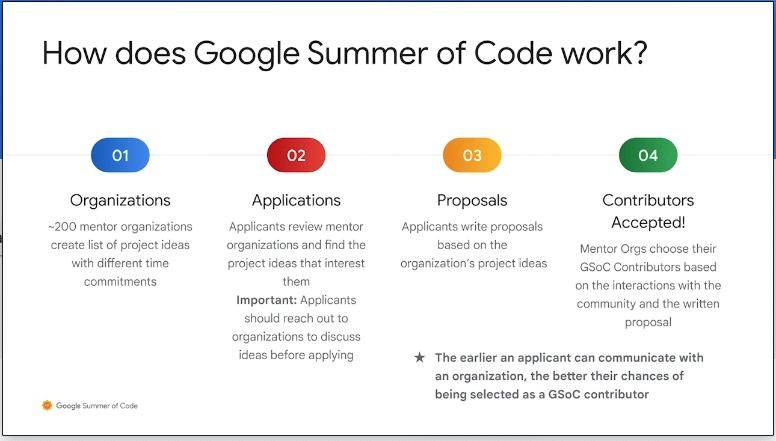 How does Google Summer of Code work?
01
Organizations
~200 mentor organizations
create list of project ideas
with different time
commitments
02
Applications
Applicants review mentor
organizations and find the
project ideas that interest
them
Important: Applicants
should reach out to
organizations to discuss
ideas before applying
03
Proposals
Applicants write proposals
based on the
organization's project ideas
04
Contributors
Accepted!
Mentor Orgs choose their
GSoC Contributors based
on the interactions with the
community and the written
proposal
★ The earlier an applicant can communicate with
an organization, the better their chances of
being selected as a GSoC contributor
Google Summer of Code